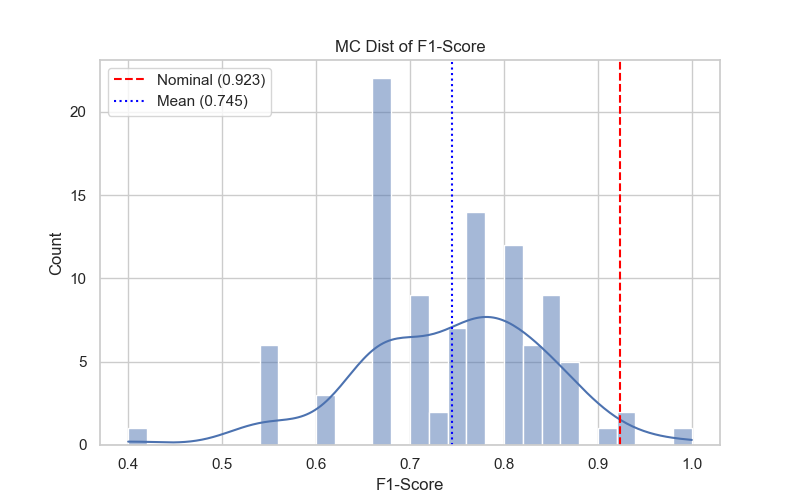 MC Dist of F1-Score
Nominal (0.923)
Mean (0.745)
Count
20
15
10
5
0
0.4 0.5 0.6 0.7 0.8 0.9 1.0
F1-Score